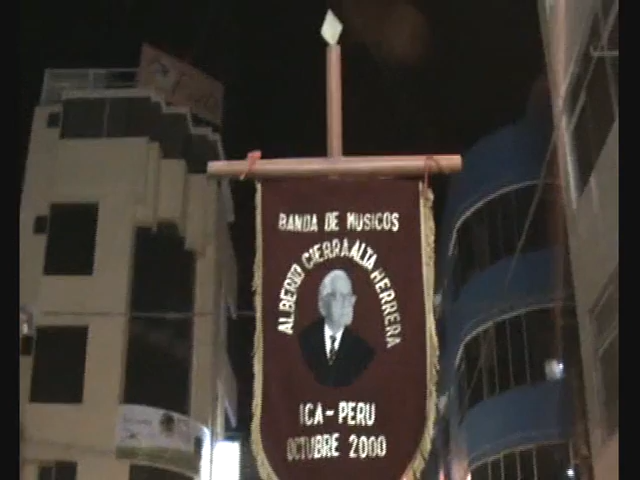 BANDA DE MUSICOS
ALBERTO CIERRAALTA HERRERA
ICA - PERU
OCTUBRE 2000